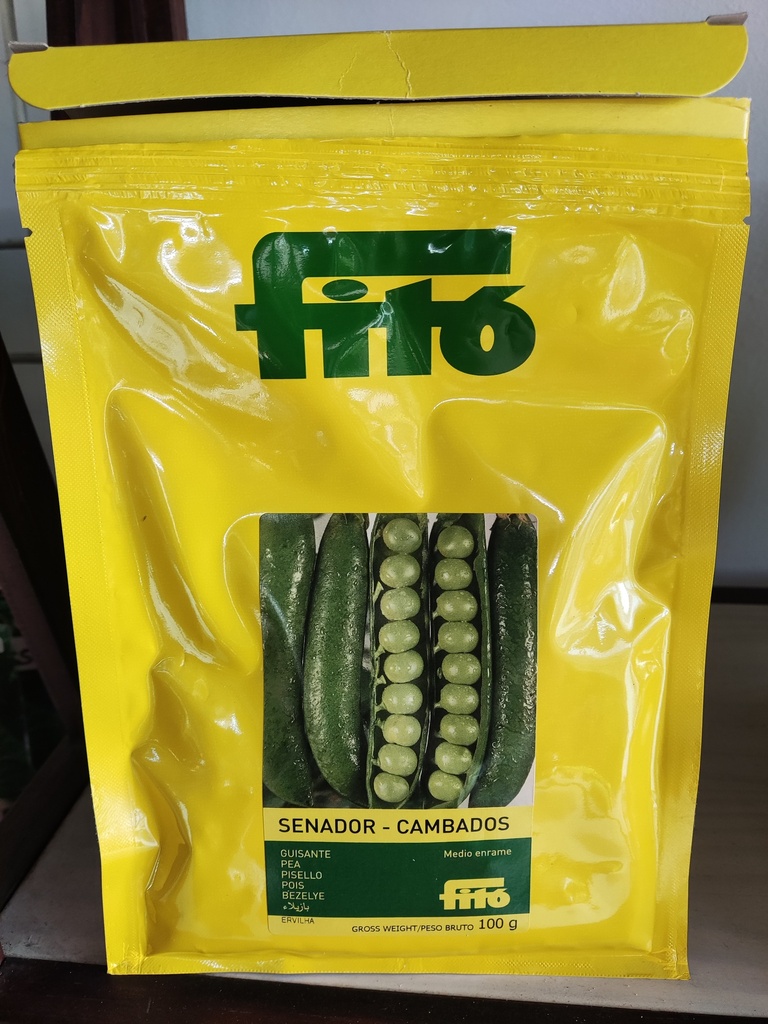 fitó
SENADOR - CAMBADOS
GUISANTE
PEA
PISELLO
POIS
BEZELYE
بازيلاء
ERVILHA
Medio enrame
fitó
GROSS WEIGHT/PESO BRUTO 100 g